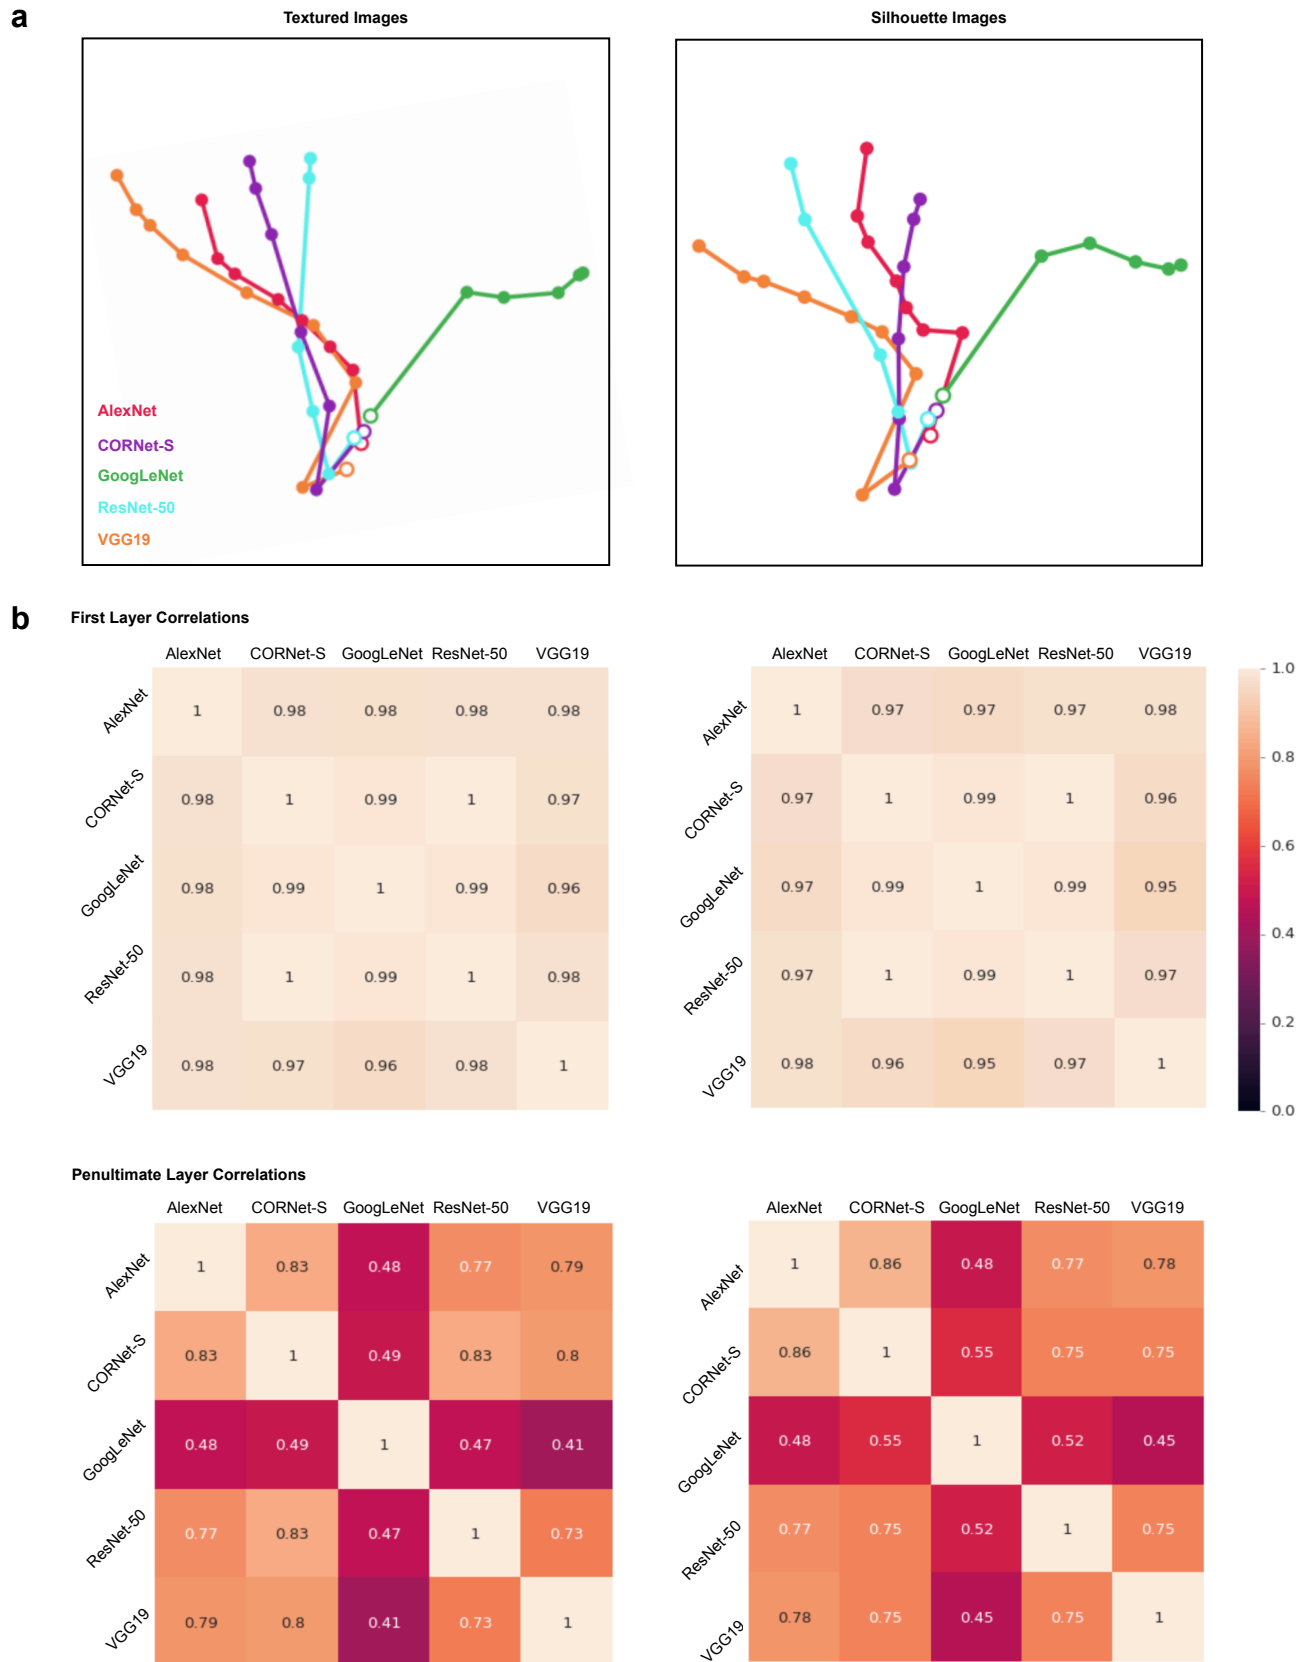 a
Textured Images
Silhouette Images
AlexNet
CORNet-S
GoogLeNet
ResNet-50
VGG19
b
First Layer Correlations
AlexNet CORNet-S GoogLeNet ResNet-50 VGG19
AlexNet 1 0.98 0.98 0.98 0.98
CORNet-S 0.98 1 0.99 1 0.97
GoogLeNet 0.98 0.99 1 0.99 0.96
ResNet-50 0.98 1 0.99 1 0.98
VGG19 0.98 0.97 0.96 0.98 1
AlexNet CORNet-S GoogLeNet ResNet-50 VGG19
AlexNet 1 0.97 0.97 0.97 0.98
CORNet-S 0.97 1 0.99 1 0.96
GoogLeNet 0.97 0.99 1 0.99 0.95
ResNet-50 0.97 1 0.99 1 0.97
VGG19 0.98 0.96 0.95 0.97 1
1.0
0.8
0.6
0.4
0.2
0.0
Penultimate Layer Correlations
AlexNet CORNet-S GoogLeNet ResNet-50 VGG19
AlexNet 1 0.83 0.48 0.77 0.79
CORNet-S 0.83 1 0.49 0.83 0.8
GoogLeNet 0.48 0.49 1 0.47 0.41
ResNet-50 0.77 0.83 0.47 1 0.73
VGG19 0.79 0.8 0.41 0.73 1
AlexNet CORNet-S GoogLeNet ResNet-50 VGG19
AlexNet 1 0.86 0.48 0.77 0.78
CORNet-S 0.86 1 0.55 0.75 0.75
GoogLeNet 0.48 0.55 1 0.52 0.45
ResNet-50 0.77 0.75 0.52 1 0.75
VGG19 0.78 0.75 0.45 0.75 1